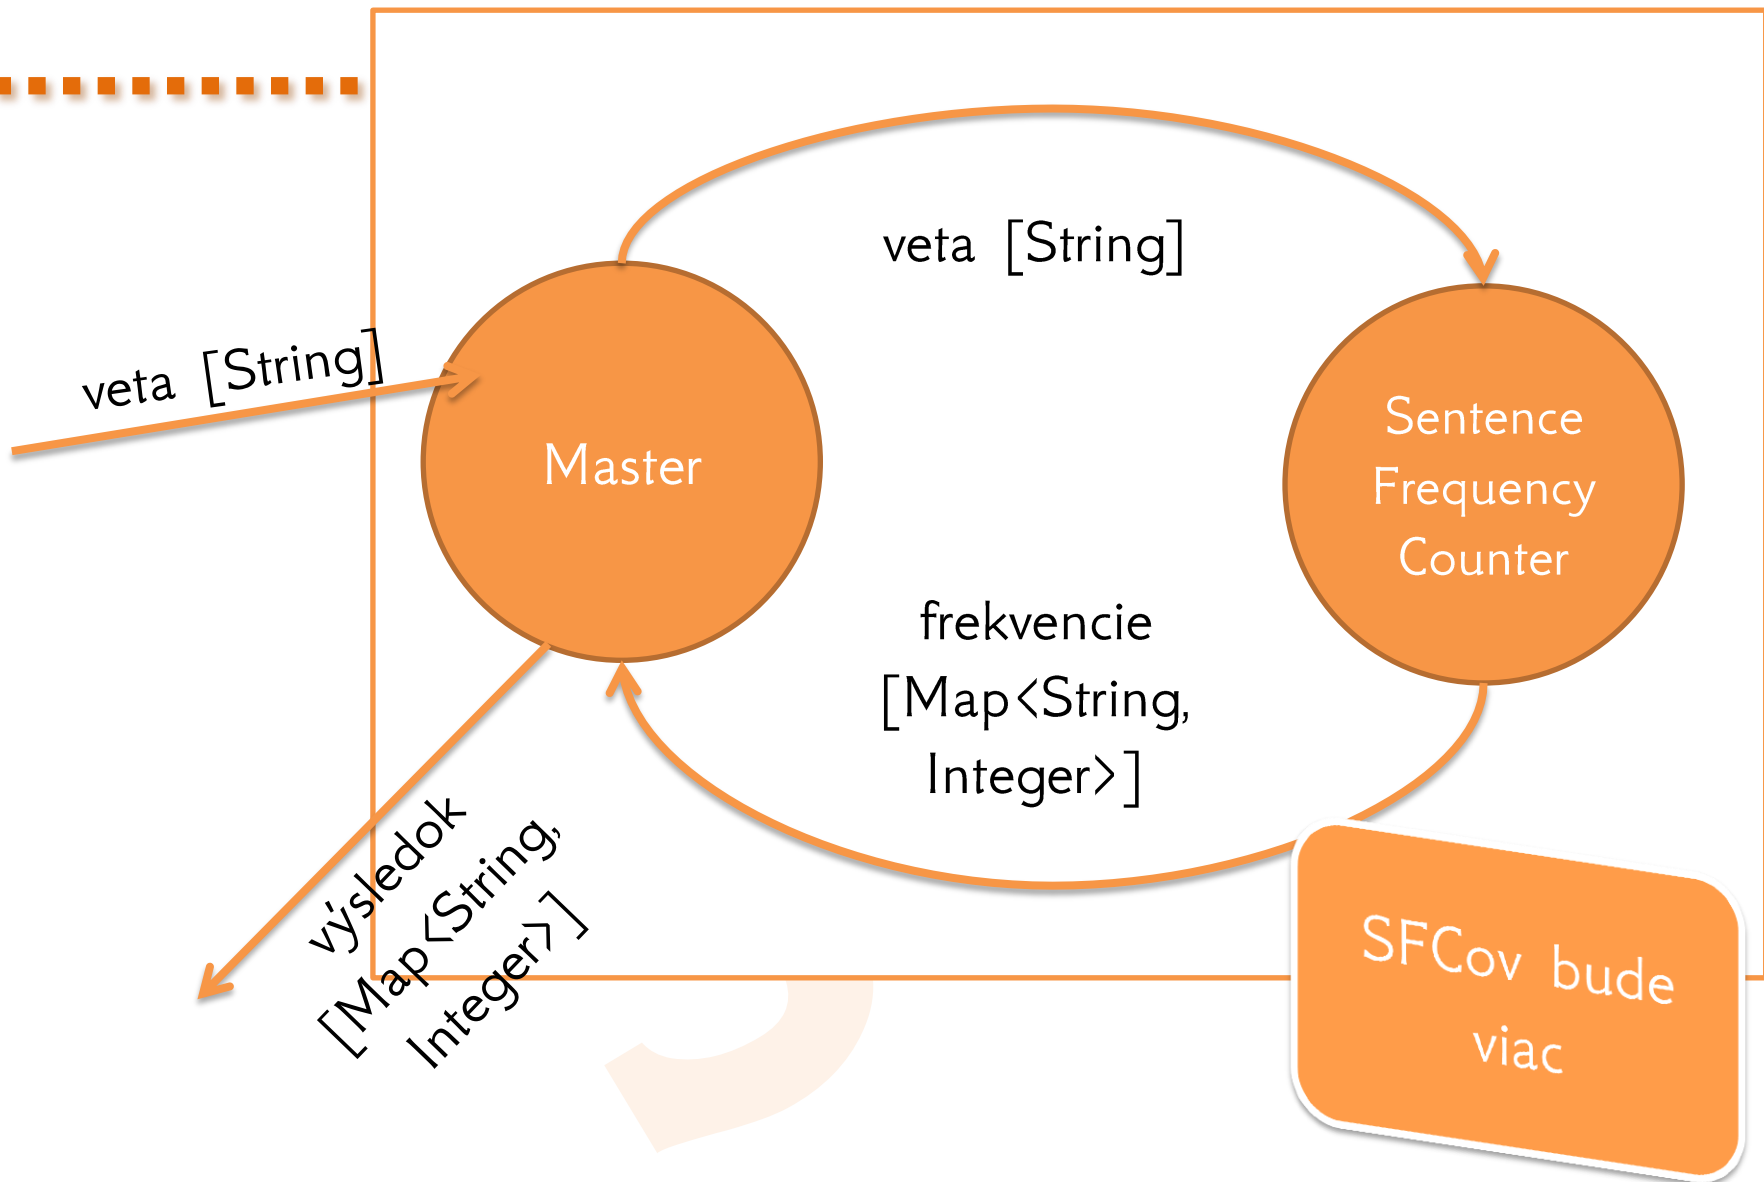 veta [String]
veta [String]
Master
Sentence
Frequency
Counter
frekvencie
[Map<String,
Integer>]
výsledok
[Map<String,
Integer>]
SFCov bude
viac